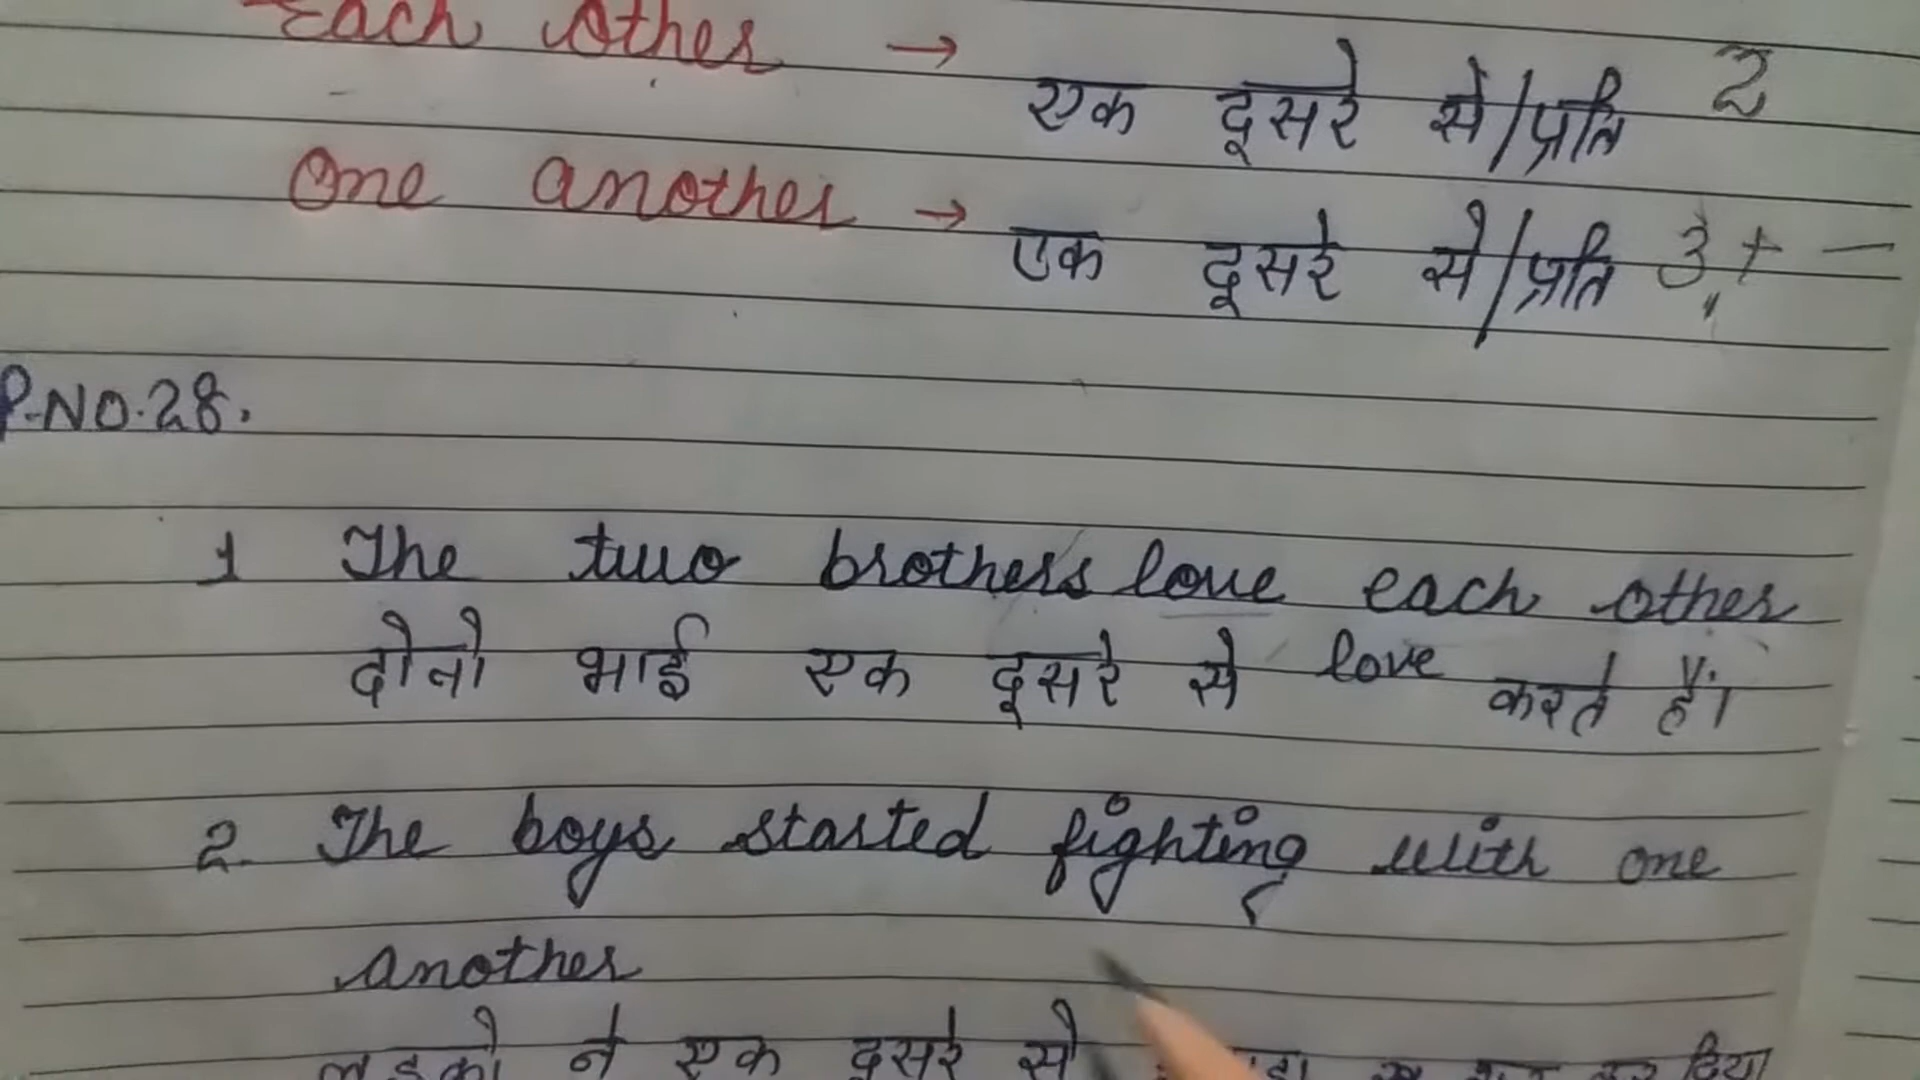 Each other → एक दूसरे से/प्रति 2
One another → एक दूसरे से/प्रति 3+ —
P.NO.28.
1 The two brothers love each other
दोनो भाई एक दूसरे से love करते हैं।
2. The boys started fighting with one
another
लडको ने एक दूसरे से दिया